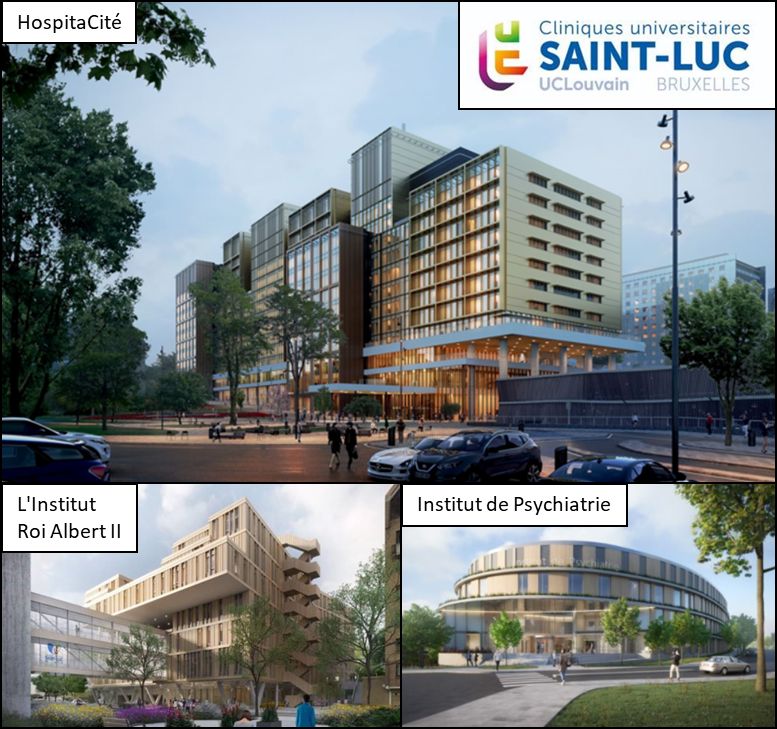 HospitaCité
Cliniques universitaires
SAINT-LUC
UCLouvain BRUXELLES
L'Institut
Roi Albert II
Institut de Psychiatrie